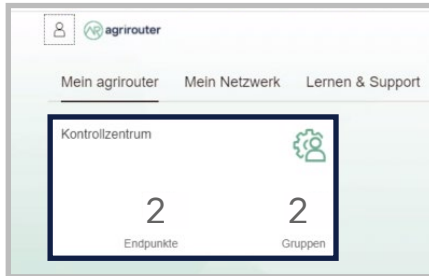 agrirouter
Mein agrirouter Mein Netzwerk Lernen & Support
Kontrollzentrum
2 2
Endpunkte Gruppen